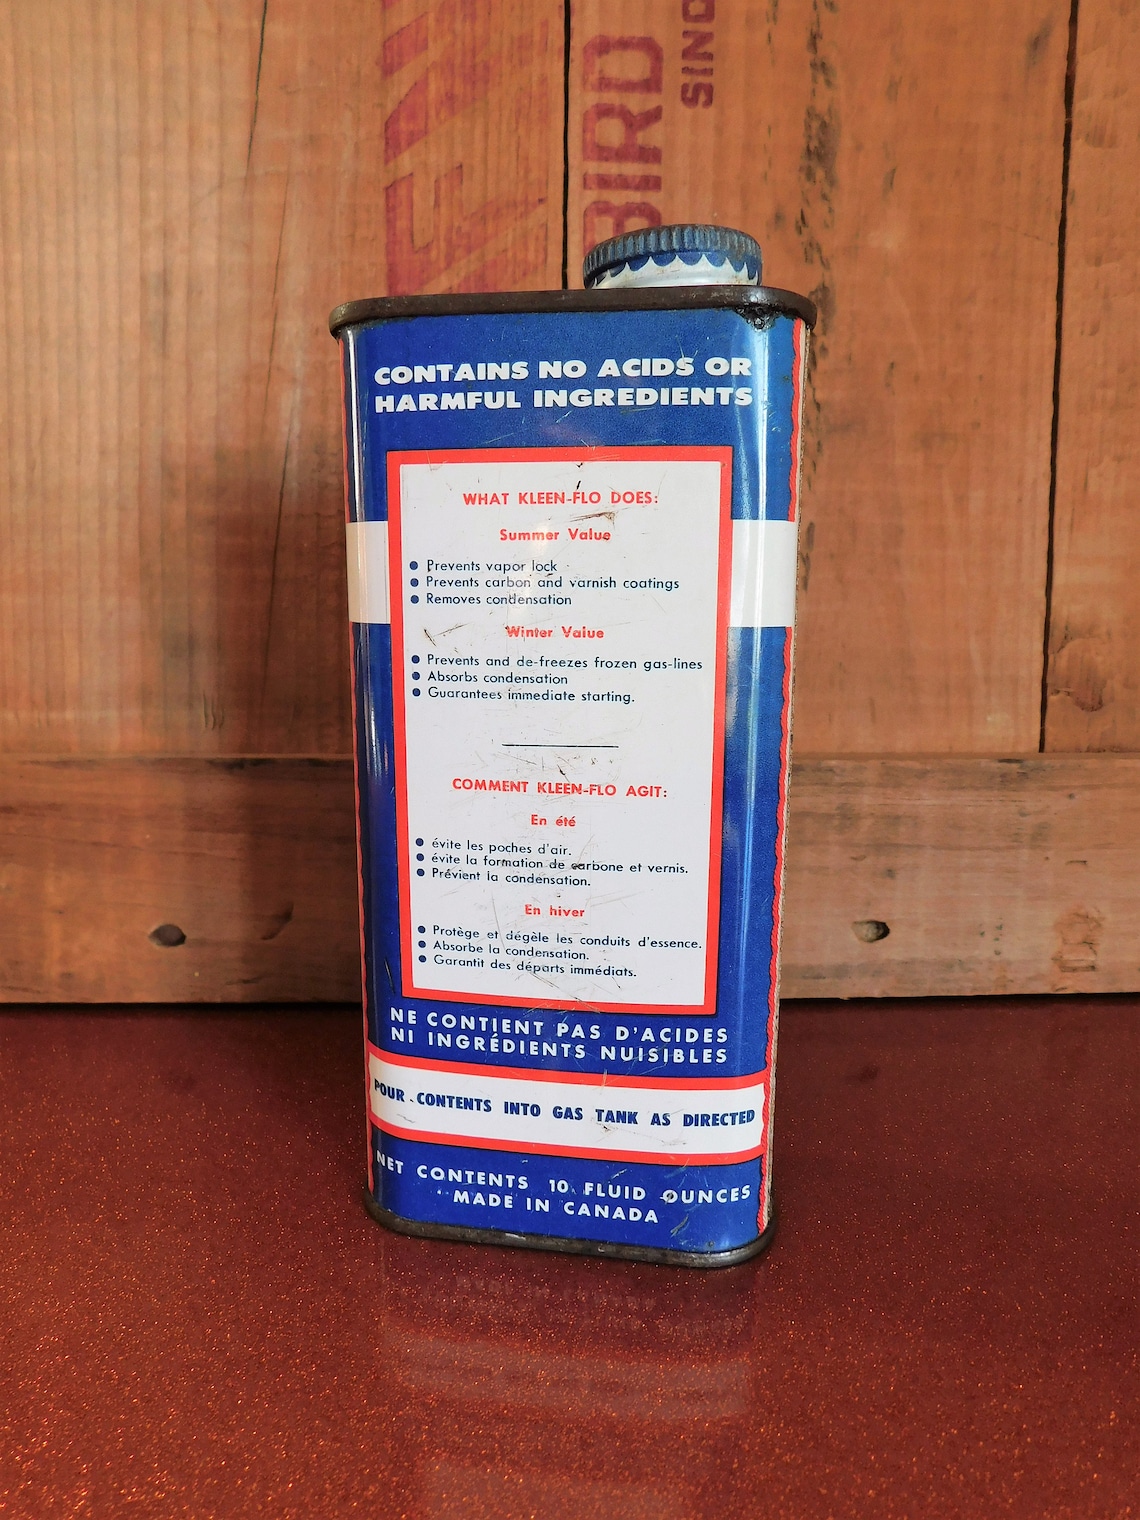 BIRD
CONTAINS NO ACIDS OR
HARMFUL INGREDIENTS
WHAT KLEEN-FLO DOES:
Summer Value
● Prevents vapor lock
● Prevents carbon and varnish coatings
● Removes condensation
Winter Value
● Prevents and de-freezes frozen gas-lines
● Absorbs condensation
● Guarantees immediate starting.
COMMENT KLEEN-FLO AGIT:
En été
● évite les poches d'air.
● évite la formation de carbone et vernis.
● Prévient la condensation.
En hiver
● Protège et dégèle les conduits d'essence.
● Absorbe la condensation.
● Garantit des départs immédiats.
NE CONTIENT PAS D'ACIDES
NI INGRÉDIENTS NUISIBLES
POUR CONTENTS INTO GAS TANK AS DIRECTED
NET CONTENTS 10 FLUID OUNCES
MADE IN CANADA